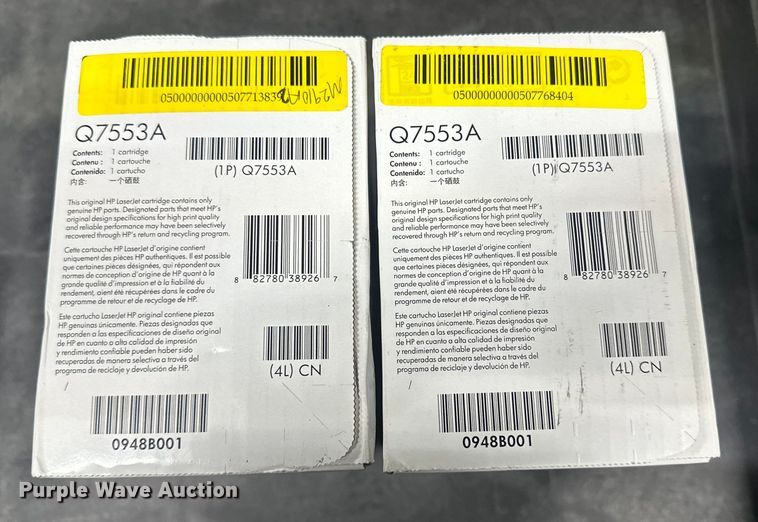 05000000000507713839
Q7553A
Contents: 1 cartridge
Contenu : 1 cartouche
Contenido: 1 cartucho
内含: 一个硒鼓
(1P) Q7553A
This original HP LaserJet cartridge contains only
genuine HP parts. Designated parts that meet HP's
original design specifications for high print quality
and reliable performance may have been selectively
recovered through HP's return and recycling program.
Cette cartouche HP LaserJet d'origine contient
uniquement des pièces HP authentiques. Il est possible
que certaines pièces désignées, qui répondent aux
normes de conception d'origine de HP quant à la
grande qualité d'impression et à la fiabilité du
rendement, aient été récupérées dans le cadre du
programme de retour et de recyclage de HP.
8 82780 38926 7
Este cartucho LaserJet HP original contiene piezas
HP genuinas únicamente. Piezas designadas que
responden a las especificaciones de diseño original
de HP en cuanto a alta calidad de impresión
y rendimiento confiable pueden haber sido
recuperadas de manera selectiva a través del
programa de reciclaje y devolución de HP.
(4L) CN
/
0948B001
05000000000507768404
Q7553A
Contents: 1 cartridge
Contenu : 1 cartouche
Contenido: 1 cartucho
内含: 一个硒鼓
(1P) Q7553A
This original HP LaserJet cartridge contains only
genuine HP parts. Designated parts that meet HP's
original design specifications for high print quality
and reliable performance may have been selectively
recovered through HP's return and recycling program.
Cette cartouche HP LaserJet d'origine contient
uniquement des pièces HP authentiques. Il est possible
que certaines pièces désignées, qui répondent aux
normes de conception d'origine de HP quant à la
grande qualité d'impression et à la fiabilité du
rendement, aient été récupérées dans le cadre du
programme de retour et de recyclage de HP.
8 82780 38926 7
Este cartucho LaserJet HP original contiene piezas
HP genuinas únicamente. Piezas designadas que
responden a las especificaciones de diseño original
de HP en cuanto a alta calidad de impresión
y rendimiento confiable pueden haber sido
recuperadas de manera selectiva a través del
programa de reciclaje y devolución de HP.
(4L) CN
/
0948B001
Purple Wave Auction